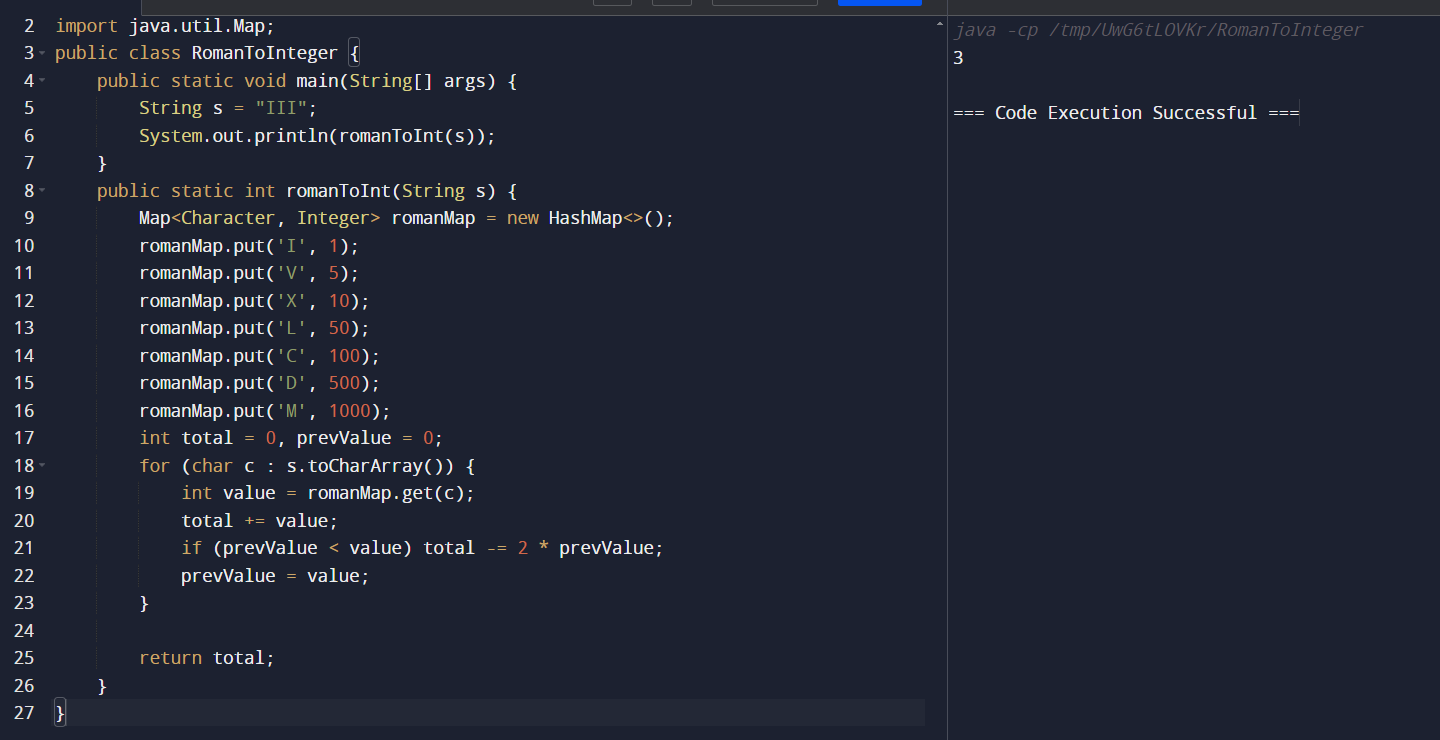 2 import java.util.Map;
3 public class RomanToInteger {
4     public static void main(String[] args) {
5         String s = "III";
6         System.out.println(romanToInt(s));
7     }
8     public static int romanToInt(String s) {
9         Map<Character, Integer> romanMap = new HashMap<>();
10         romanMap.put('I', 1);
11         romanMap.put('V', 5);
12         romanMap.put('X', 10);
13         romanMap.put('L', 50);
14         romanMap.put('C', 100);
15         romanMap.put('D', 500);
16         romanMap.put('M', 1000);
17         int total = 0, prevValue = 0;
18         for (char c : s.toCharArray()) {
19             int value = romanMap.get(c);
20             total += value;
21             if (prevValue < value) total -= 2 * prevValue;
22             prevValue = value;
23         }
24
25         return total;
26     }
27 }
java -cp /tmp/UwG6tLOVKr/RomanToInteger
3
=== Code Execution Successful ===